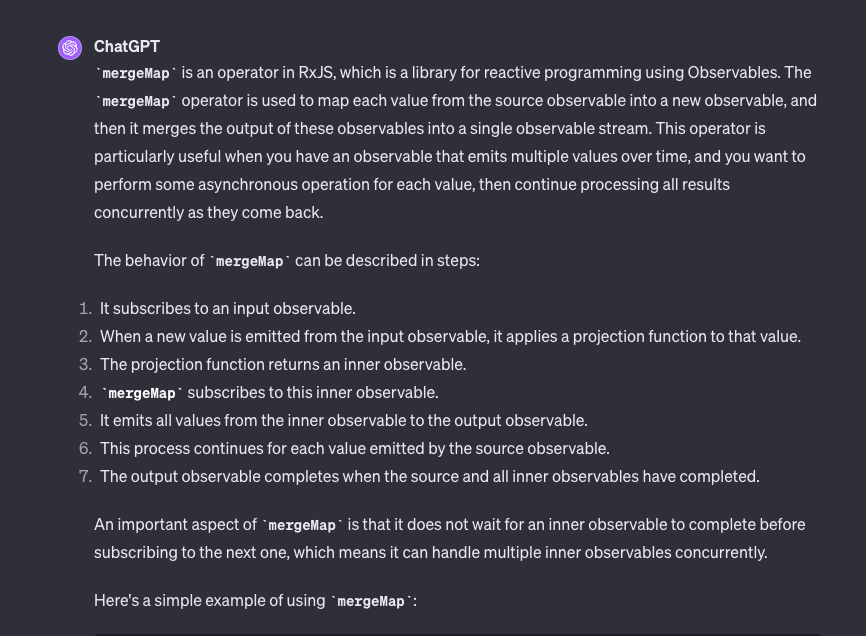 ChatGPT
`mergeMap` is an operator in RxJS, which is a library for reactive programming using Observables. The
`mergeMap` operator is used to map each value from the source observable into a new observable, and
then it merges the output of these observables into a single observable stream. This operator is
particularly useful when you have an observable that emits multiple values over time, and you want to
perform some asynchronous operation for each value, then continue processing all results
concurrently as they come back.
The behavior of `mergeMap` can be described in steps:
1. It subscribes to an input observable.
2. When a new value is emitted from the input observable, it applies a projection function to that value.
3. The projection function returns an inner observable.
4. `mergeMap` subscribes to this inner observable.
5. It emits all values from the inner observable to the output observable.
6. This process continues for each value emitted by the source observable.
7. The output observable completes when the source and all inner observables have completed.
An important aspect of `mergeMap` is that it does not wait for an inner observable to complete before
subscribing to the next one, which means it can handle multiple inner observables concurrently.
Here's a simple example of using `mergeMap`: